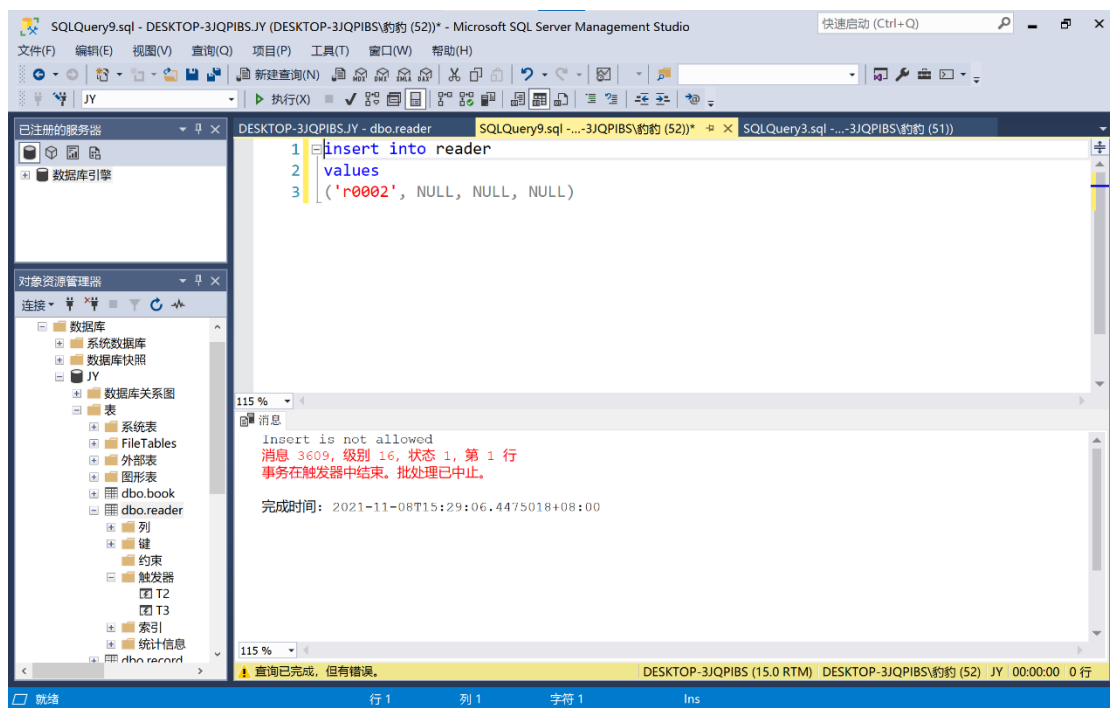 SQLQuery9.sql - DESKTOP-3JQPIBS.JY (DESKTOP-3JQPIBS\豹豹 (52))* - Microsoft SQL Server Management Studio
快速启动 (Ctrl+Q)
文件(F) 编辑(E) 视图(V) 查询(Q) 项目(P) 工具(T) 窗口(W) 帮助(H)
新建查询(N)
JY
执行(X)
已注册的服务器
数据库引擎
DESKTOP-3JQPIBS.JY - dbo.reader
SQLQuery9.sql -...-3JQPIBS\豹豹 (52))*
SQLQuery3.sql -...-3JQPIBS\豹豹 (51))
1 insert into reader
2 values
3 ('r0002', NULL, NULL, NULL)
对象资源管理器
连接
数据库
系统数据库
数据库快照
JY
数据库关系图
表
系统表
FileTables
外部表
图形表
dbo.book
dbo.reader
列
键
约束
触发器
T2
T3
索引
统计信息
dbo.record
115 %
消息
Insert is not allowed
消息 3609, 级别 16, 状态 1, 第 1 行
事务在触发器中结束。批处理已中止。
完成时间: 2021-11-08T15:29:06.4475018+08:00
115 %
查询已完成，但有错误。
DESKTOP-3JQPIBS (15.0 RTM) DESKTOP-3JQPIBS\豹豹 (52) JY 00:00:00 0 行
就绪 行 1 列 1 字符 1 Ins